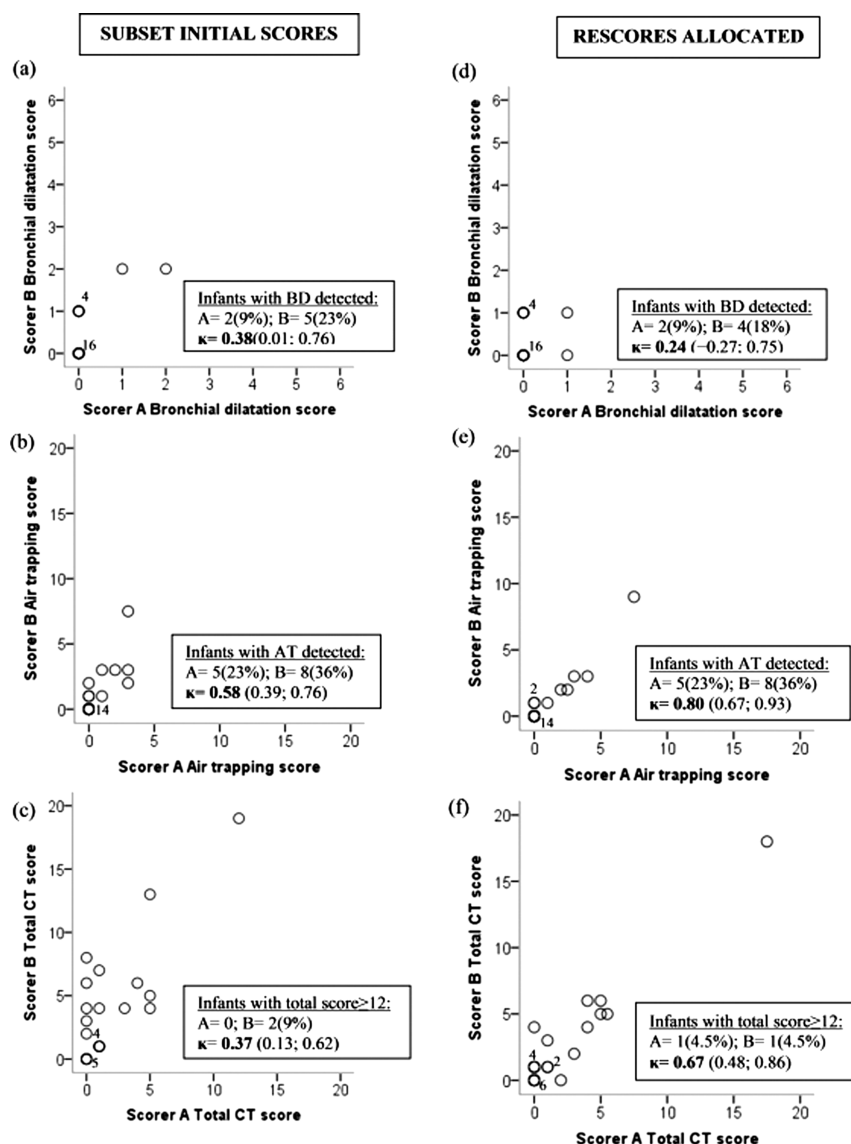 SUBSET INITIAL SCORES
RESCORES ALLOCATED
(a)
Scorer B Bronchial dilatation score
6
5
4
3
2
1
0
4
16
Infants with BD detected:
A= 2(9%); B= 5(23%)
κ= 0.38(0.01; 0.76)
0 1 2 3 4 5 6
Scorer A Bronchial dilatation score
(d)
Scorer B Bronchial dilatation score
6
5
4
3
2
1
0
4
16
Infants with BD detected:
A= 2(9%); B= 4(18%)
κ= 0.24 (−0.27; 0.75)
0 1 2 3 4 5 6
Scorer A Bronchial dilatation score
(b)
Scorer B Air trapping score
20
15
10
5
0
14
Infants with AT detected:
A= 5(23%); B= 8(36%)
κ= 0.58 (0.39; 0.76)
0 5 10 15 20
Scorer A Air trapping score
(e)
Scorer B Air trapping score
20
15
10
5
0
2
14
Infants with AT detected:
A= 5(23%); B= 8(36%)
κ= 0.80 (0.67; 0.93)
0 5 10 15 20
Scorer A Air trapping score
(c)
Scorer B Total CT score
20
15
10
5
0
4
5
Infants with total score≥12:
A= 0; B= 2(9%)
κ= 0.37 (0.13; 0.62)
0 5 10 15 20
Scorer A Total CT score
(f)
Scorer B Total CT score
20
15
10
5
0
4
2
6
Infants with total score≥12:
A= 1(4.5%); B= 1(4.5%)
κ= 0.67 (0.48; 0.86)
0 5 10 15 20
Scorer A Total CT score